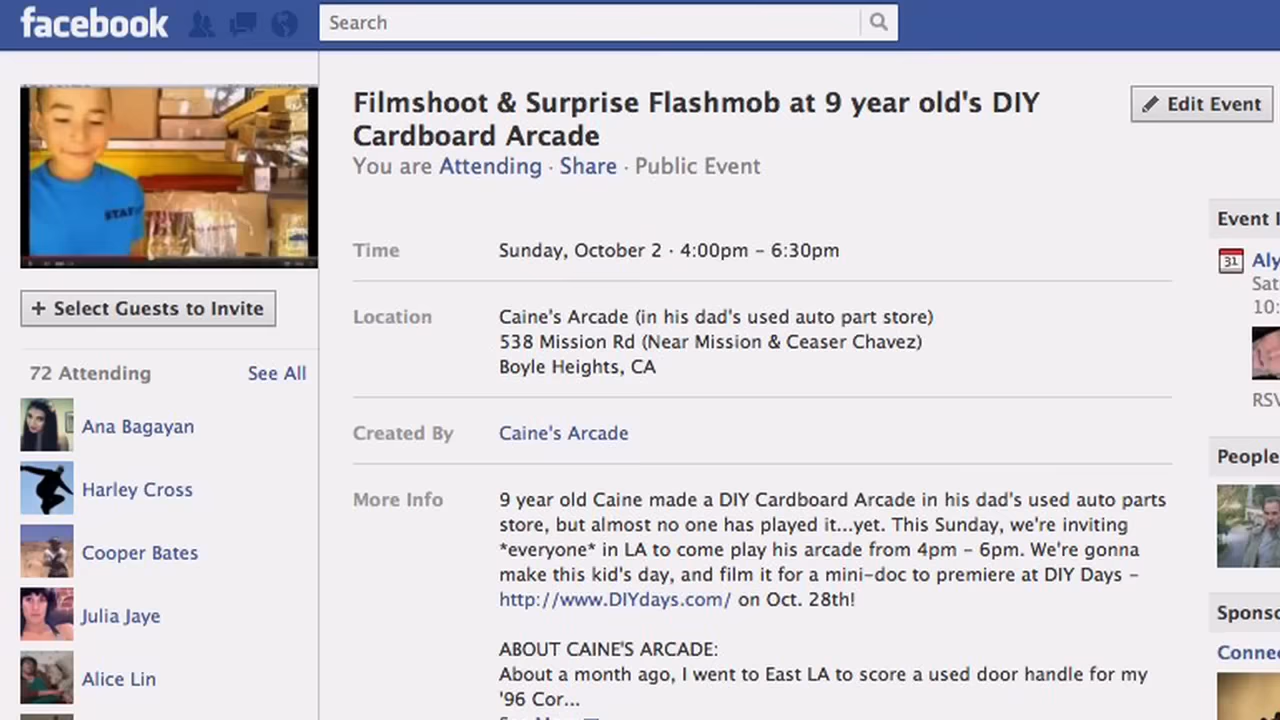 facebook
Search
Filmshoot & Surprise Flashmob at 9 year old's DIY
Cardboard Arcade
Edit Event
You are Attending · Share · Public Event
STAFF
Time
Sunday, October 2 · 4:00pm – 6:30pm
Event I
31
Aly
Sat
10:
RSV
+ Select Guests to Invite
Location
Caine's Arcade (in his dad's used auto part store)
538 Mission Rd (Near Mission & Ceaser Chavez)
Boyle Heights, CA
72 Attending
See All
Created By
Caine's Arcade
Ana Bagayan
Harley Cross
Cooper Bates
Julia Jaye
Alice Lin
More Info
9 year old Caine made a DIY Cardboard Arcade in his dad's used auto parts
store, but almost no one has played it...yet. This Sunday, we're inviting
*everyone* in LA to come play his arcade from 4pm – 6pm. We're gonna
make this kid's day, and film it for a mini-doc to premiere at DIY Days –
http://www.DIYdays.com/ on Oct. 28th!
ABOUT CAINE'S ARCADE:
About a month ago, I went to East LA to score a used door handle for my
'96 Cor...
People
Sponso
Conne